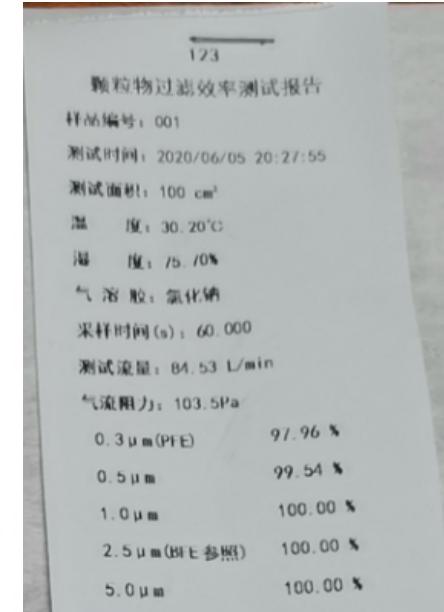 123
颗粒物过滤效率测试报告
样品编号: 001
测试时间: 2020/06/05 20:27:55
测试面积: 100 cm²
温 度: 30.20℃
湿 度: 75.70%
气 溶 胶: 氯化钠
采样时间(s): 60.000
测试流量: 84.53 L/min
气流阻力: 103.5Pa
0.3μm(PFE) 97.96 %
0.5μm 99.54 %
1.0μm 100.00 %
2.5μm(BFE参照) 100.00 %
5.0μm 100.00 %